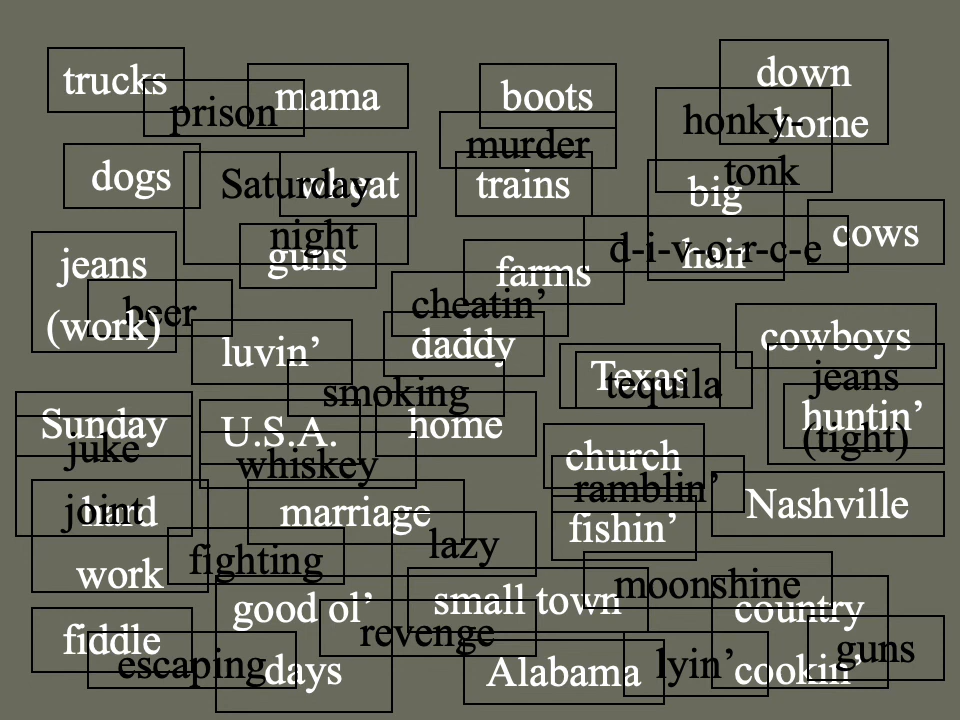 trucks
prison
mama
boots
down
home
honky-
tonk
murder
dogs
Saturday
night
wheat
trains
big
hair
cows
jeans
(work)
guns
farms
d-i-v-o-r-c-e
beer
cheatin’
luvin’
daddy
cowboys
smoking
Texas
tequila
jeans
(tight)
huntin’
Sunday
juke
joint
U.S.A.
home
whiskey
church
ramblin’
Nashville
hard
work
marriage
fishin’
lazy
fighting
moonshine
good ol’
days
small town
country
cookin’
fiddle
revenge
guns
escaping
Alabama
lyin’